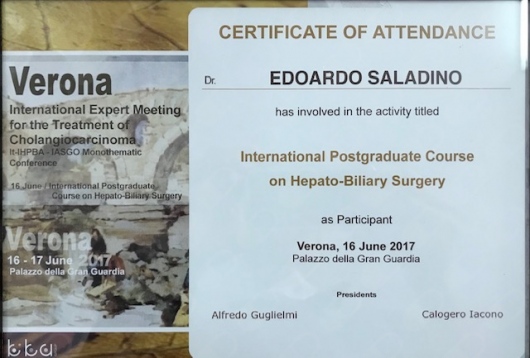 Verona
International Expert Meeting
for the Treatment of
Cholangiocarcinoma
It-IHPBA - IASGO Monothematic
Conference
16 June / International Postgraduate
Course on Hepato-Biliary Surgery
Verona
16 - 17 June 2017
Palazzo della Gran Guardia
bba
CERTIFICATE OF ATTENDANCE
Dr. EDOARDO SALADINO
has involved in the activity titled
International Postgraduate Course
on Hepato-Biliary Surgery
as Participant
Verona, 16 June 2017
Palazzo della Gran Guardia
Presidents
Alfredo Guglielmi Calogero Iacono